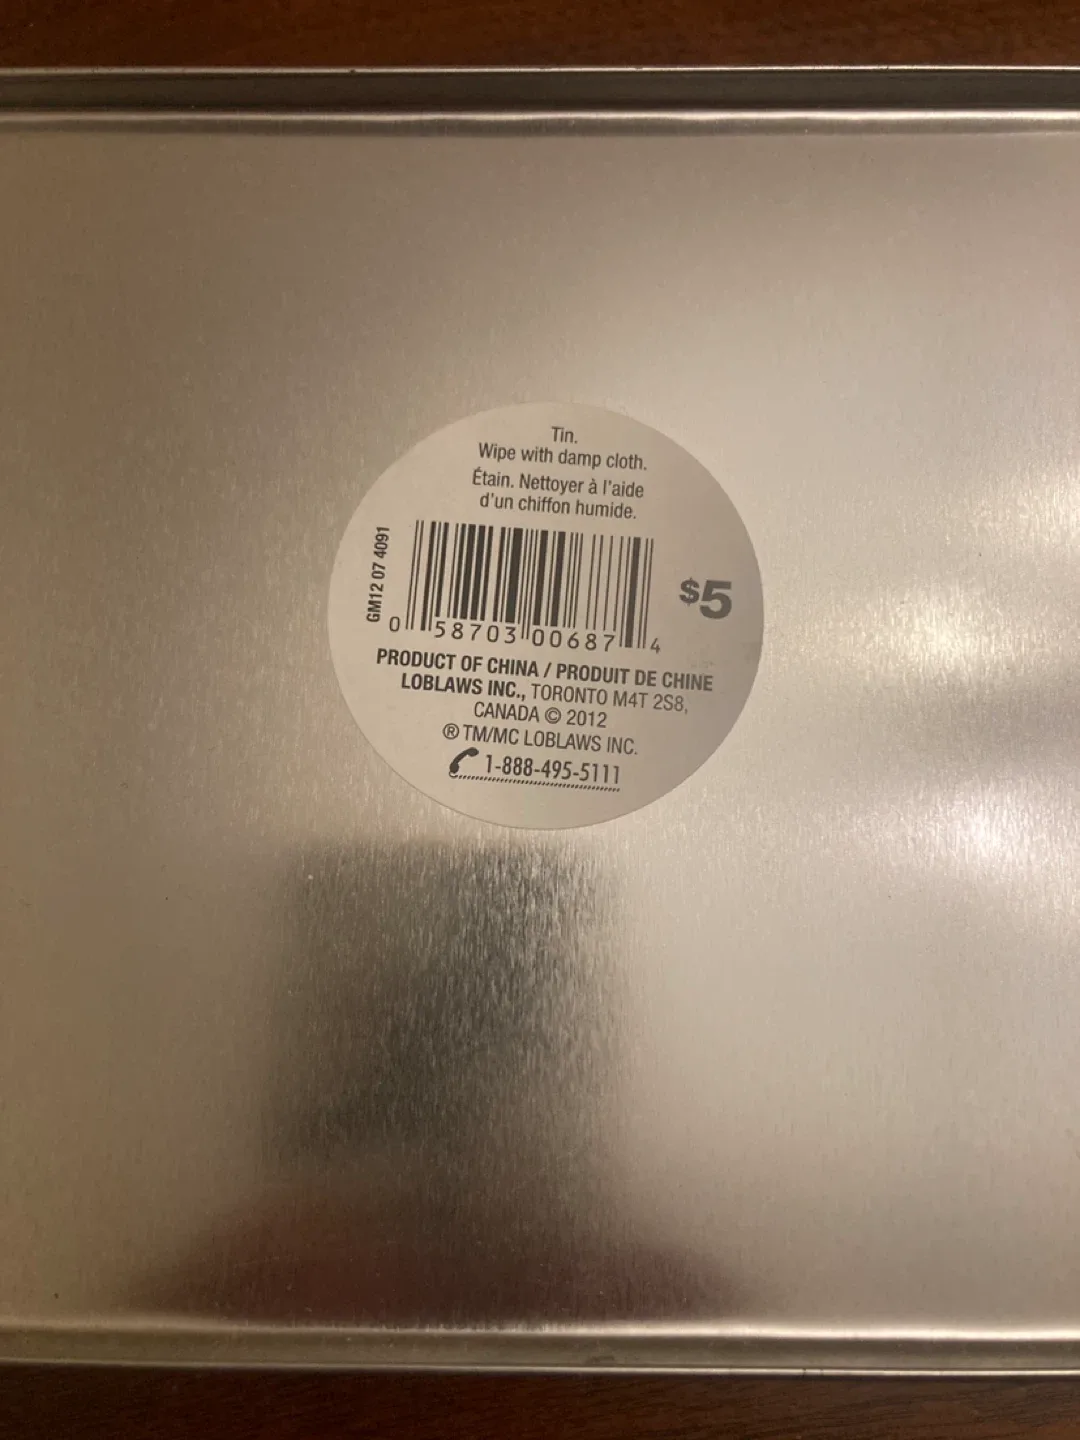 Tin.
Wipe with damp cloth.
Étain. Nettoyer à l'aide
d'un chiffon humide.
GM12 07 4091
$5
0 58703 00687 4
PRODUCT OF CHINA / PRODUIT DE CHINE
LOBLAWS INC., TORONTO M4T 2S8,
CANADA © 2012
® TM/MC LOBLAWS INC.
1-888-495-5111